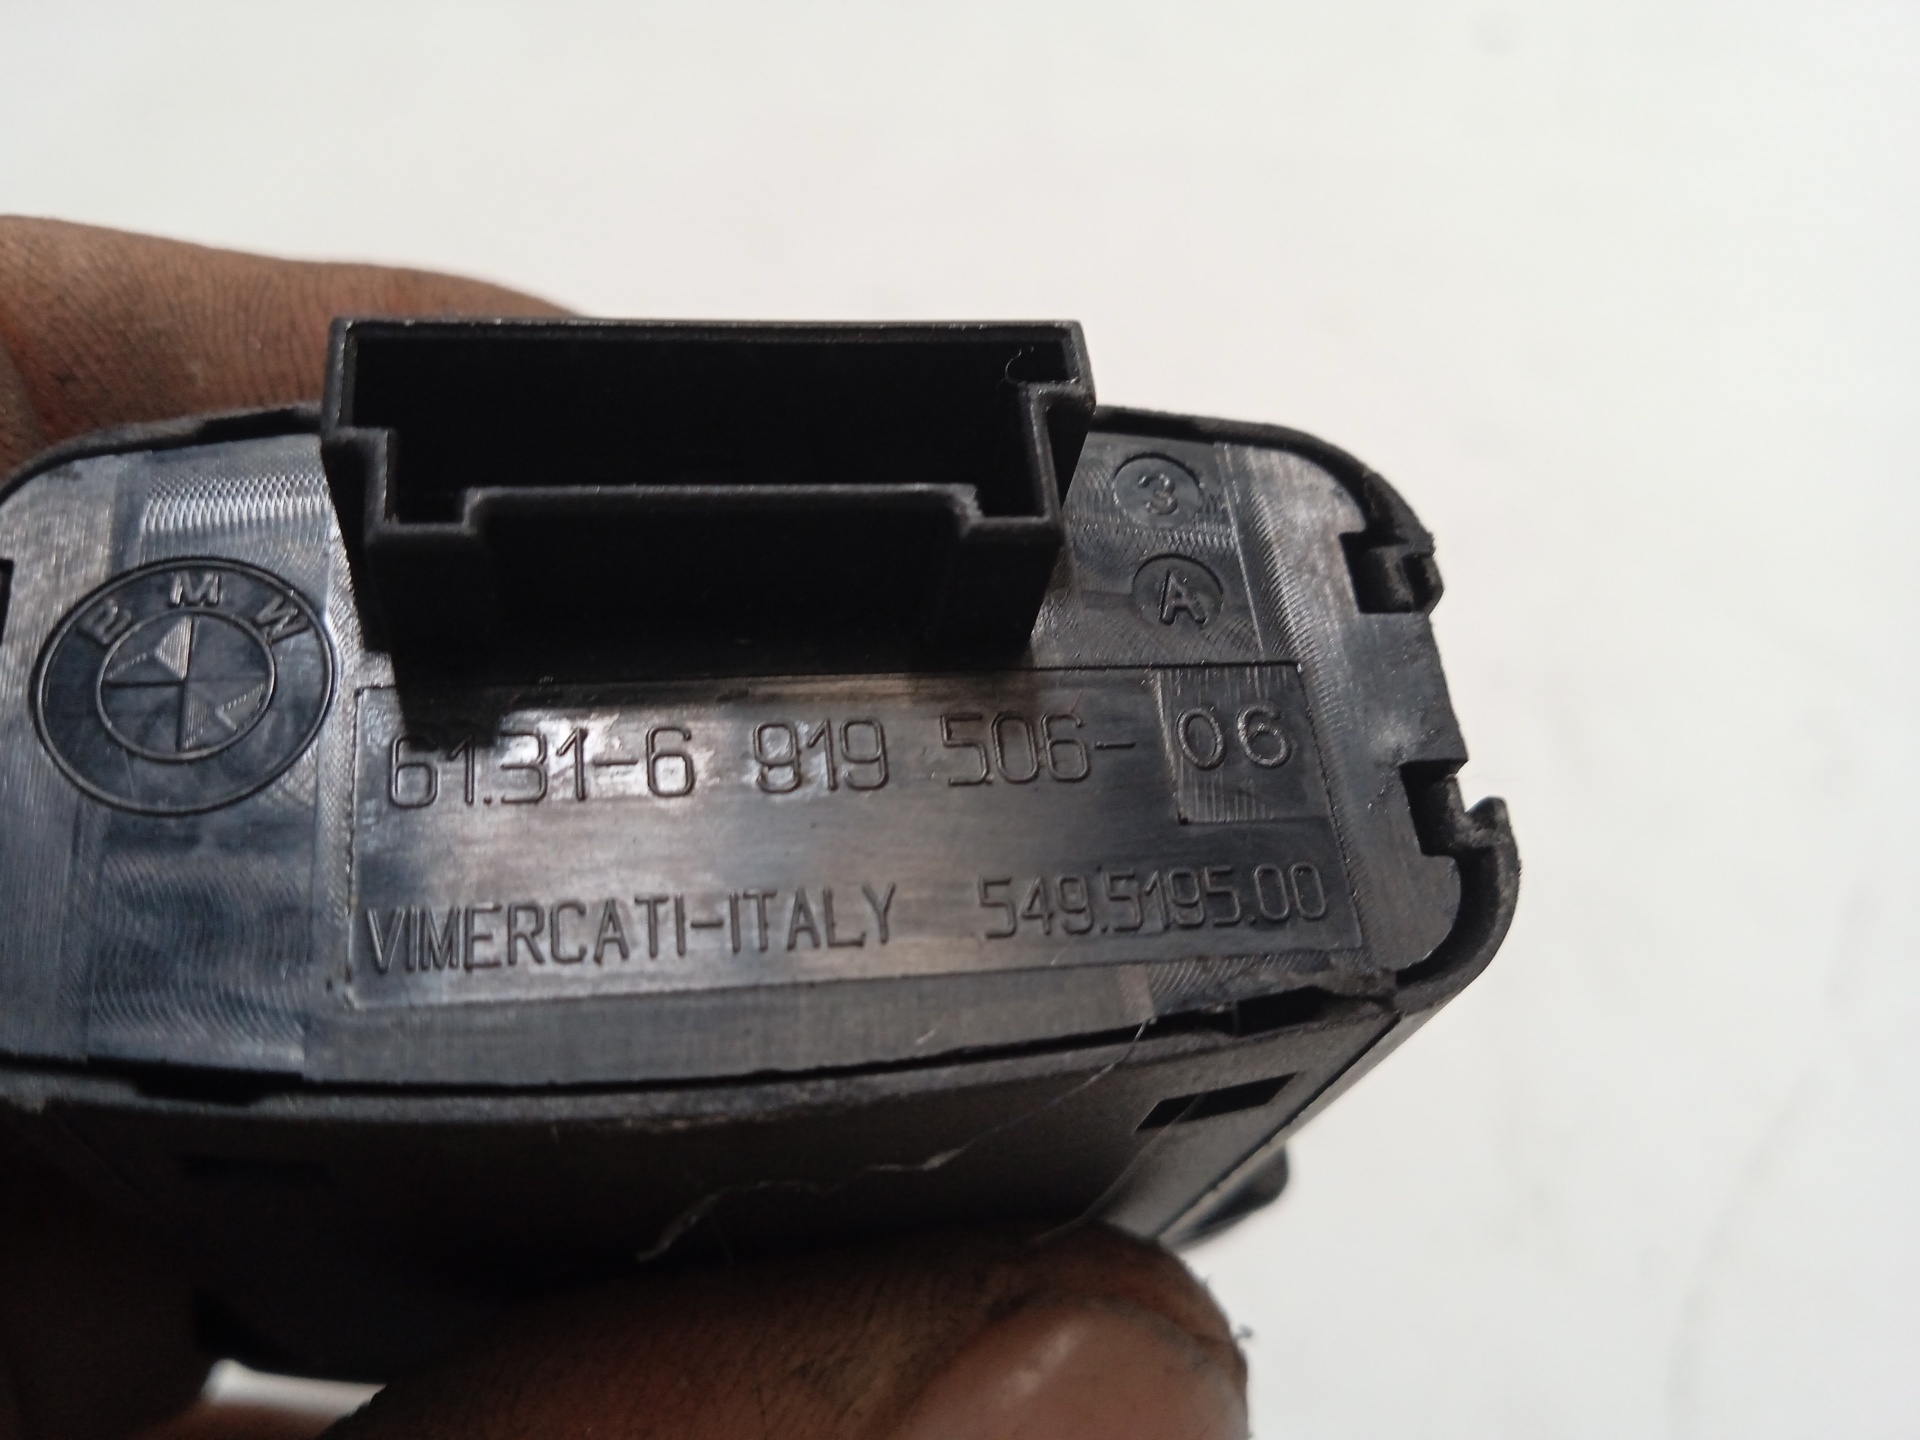 3
A
BMW
61.31-6 919 506- 06
VIMERCATI-ITALY 549.5195.00